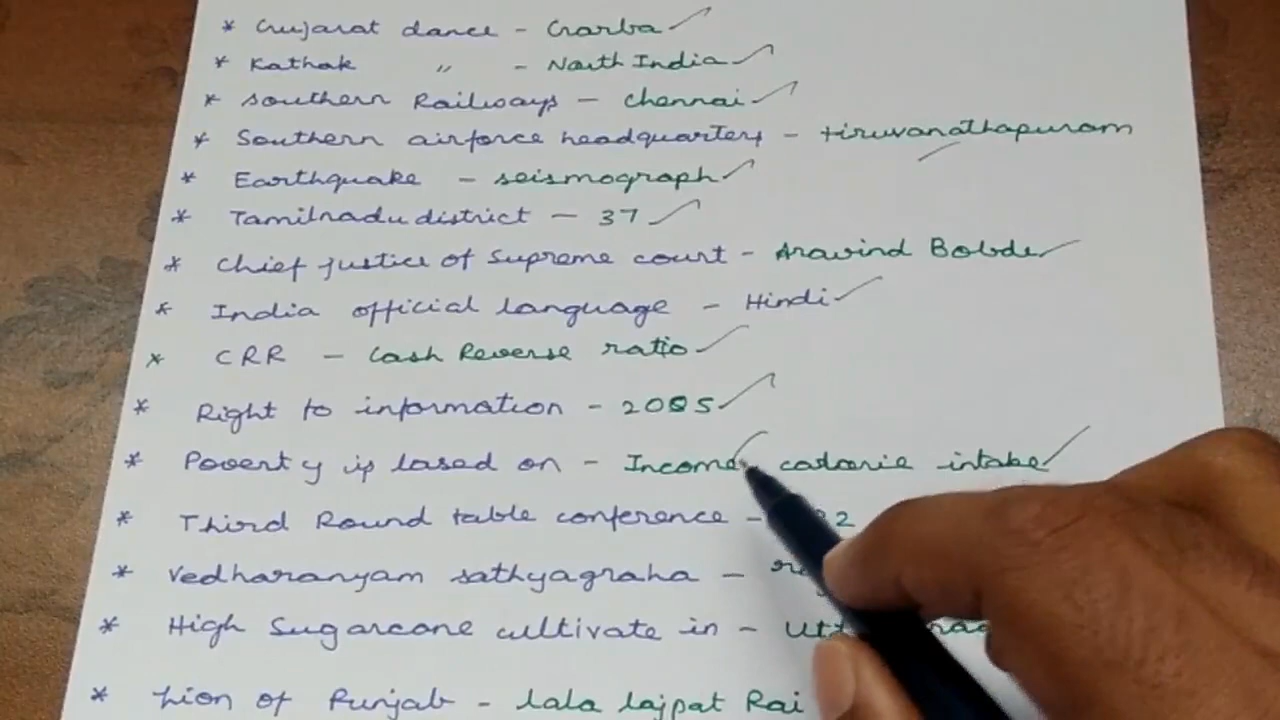 * Gujarat dance - Garba
* Kathak " - North India
* Southern Railways - Chennai
* Southern airforce headquarters - tiruvanathapuram
* Earthquake - seismograph
* Tamilnadu district - 37
* Chief justice of Supreme court - Aravind Bobde
* India official language - Hindi
* CRR - Cash Reverse ratio
* Right to information - 2005
* Poverty is based on - Income calorie intake
* Third Round table conference -
* Vedharanyam sathyagraha -
* High Sugarcane cultivate in -
* Lion of Punjab - lala lajpat Rai